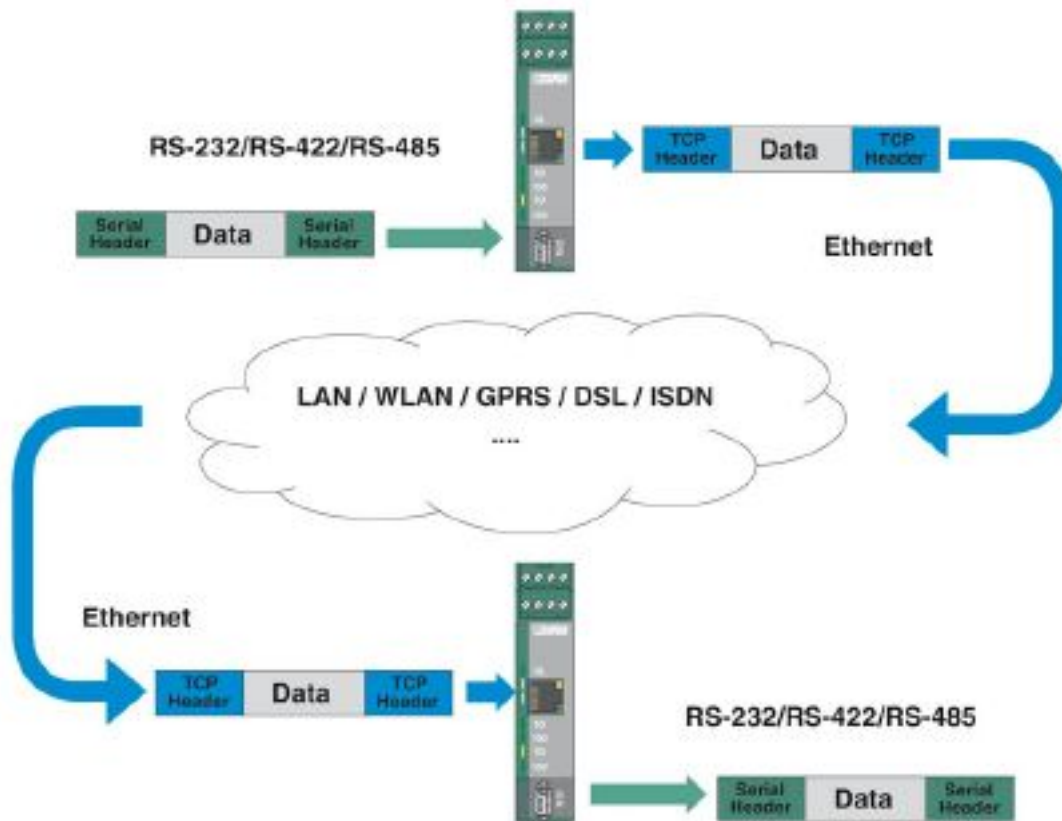 RS-232/RS-422/RS-485
Serial
Header
Data
Serial
Header
TCP
Header
Data
TCP
Header
Ethernet
LAN / WLAN / GPRS / DSL / ISDN
....
Ethernet
TCP
Header
Data
TCP
Header
RS-232/RS-422/RS-485
Serial
Header
Data
Serial
Header